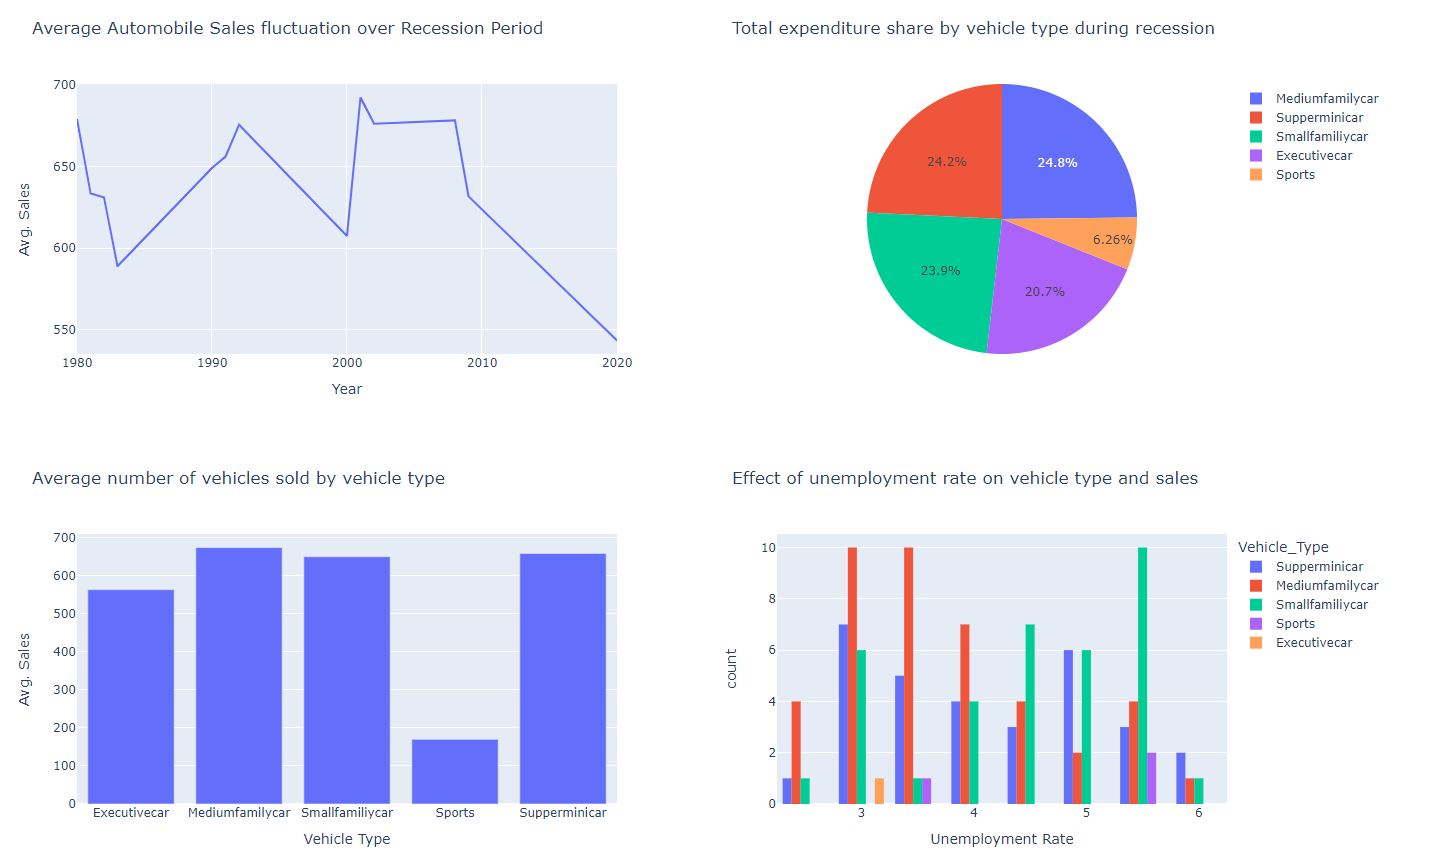 Average Automobile Sales fluctuation over Recession Period
Avg. Sales
700
650
600
550
1980
1990
2000
2010
2020
Year
Total expenditure share by vehicle type during recession
24.8%
24.2%
23.9%
20.7%
6.26%
Mediumfamilycar
Supperminicar
Smallfamiliycar
Executivecar
Sports
Average number of vehicles sold by vehicle type
Avg. Sales
700
600
500
400
300
200
100
0
Executivecar
Mediumfamilycar
Smallfamiliycar
Sports
Supperminicar
Vehicle Type
Effect of unemployment rate on vehicle type and sales
count
10
8
6
4
2
0
3
4
5
6
Unemployment Rate
Vehicle_Type
Supperminicar
Mediumfamilycar
Smallfamiliycar
Sports
Executivecar